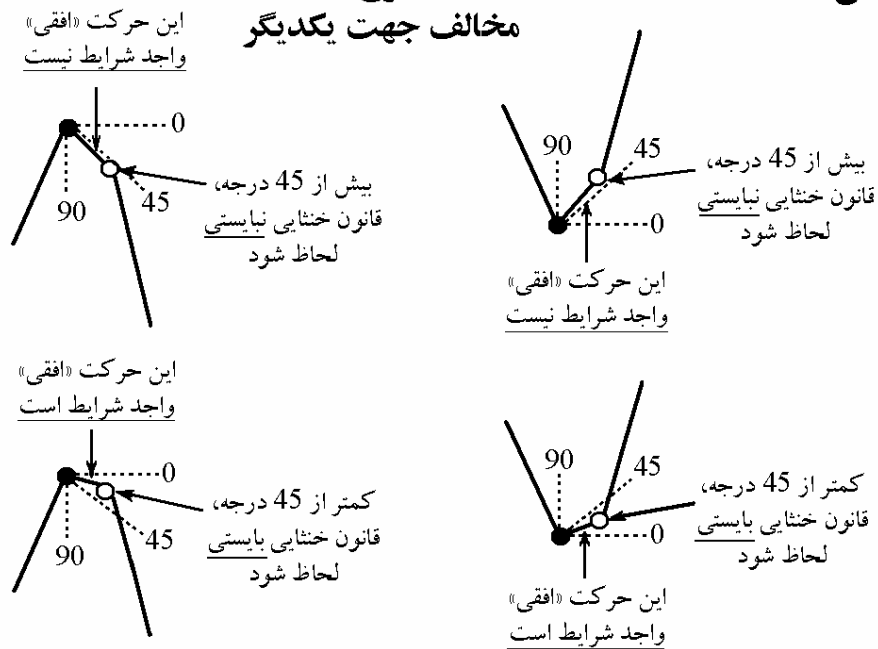 مخالف جهت یکدیگر
این حرکت «افقی»
واجد شرایط نیست
0
45
90
بیش از 45 درجه،
قانون خنثایی نبایستی
لحاظ شود
90
45
0
بیش از 45 درجه،
قانون خنثایی نبایستی
لحاظ شود
این حرکت «افقی»
واجد شرایط نیست
این حرکت «افقی»
واجد شرایط است
0
45
90
کمتر از 45 درجه،
قانون خنثایی بایستی
لحاظ شود
90
45
0
کمتر از 45 درجه،
قانون خنثایی بایستی
لحاظ شود
این حرکت «افقی»
واجد شرایط است